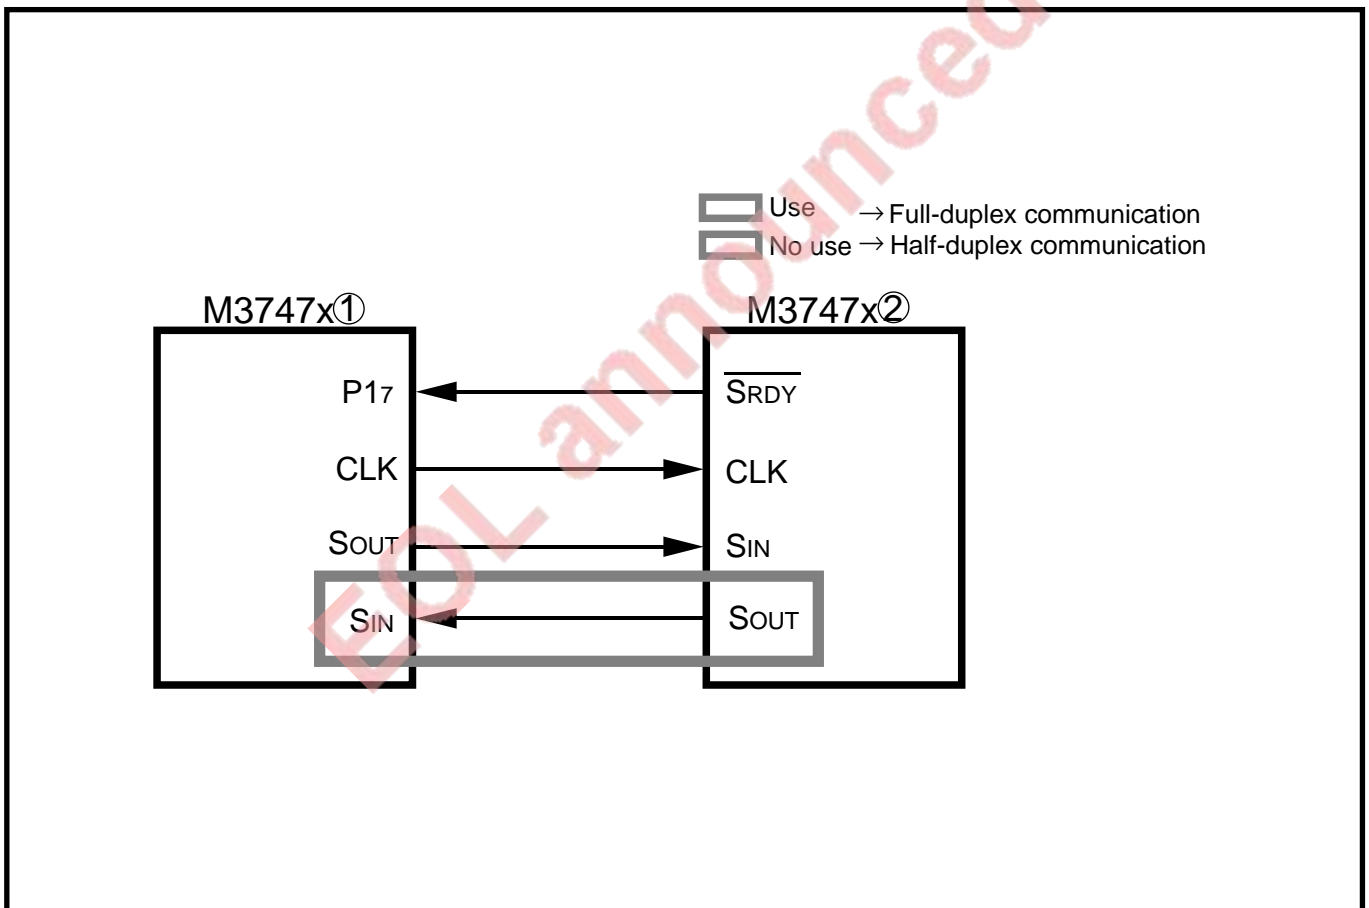 Use → Full-duplex communication
No use → Half-duplex communication
M3747x① M3747x②
P17 SRDY
CLK CLK
SOUT SIN
SIN SOUT
EOL announced